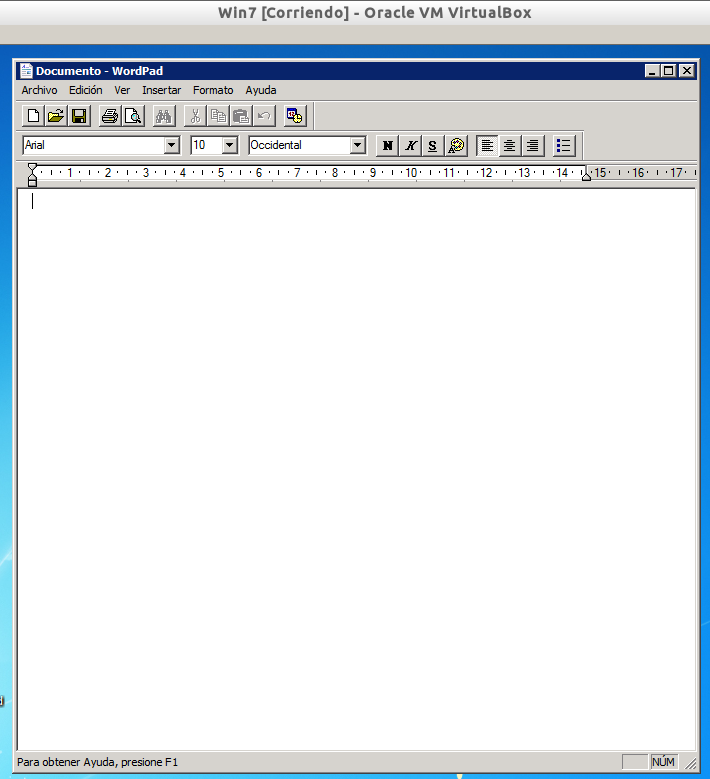 Win7 [Corriendo] - Oracle VM VirtualBox
Documento - WordPad
Archivo Edición Ver Insertar Formato Ayuda
Arial 10 Occidental N K S
1 2 3 4 5 6 7 8 9 10 11 12 13 14 15 16 17
Para obtener Ayuda, presione F1 NÚM